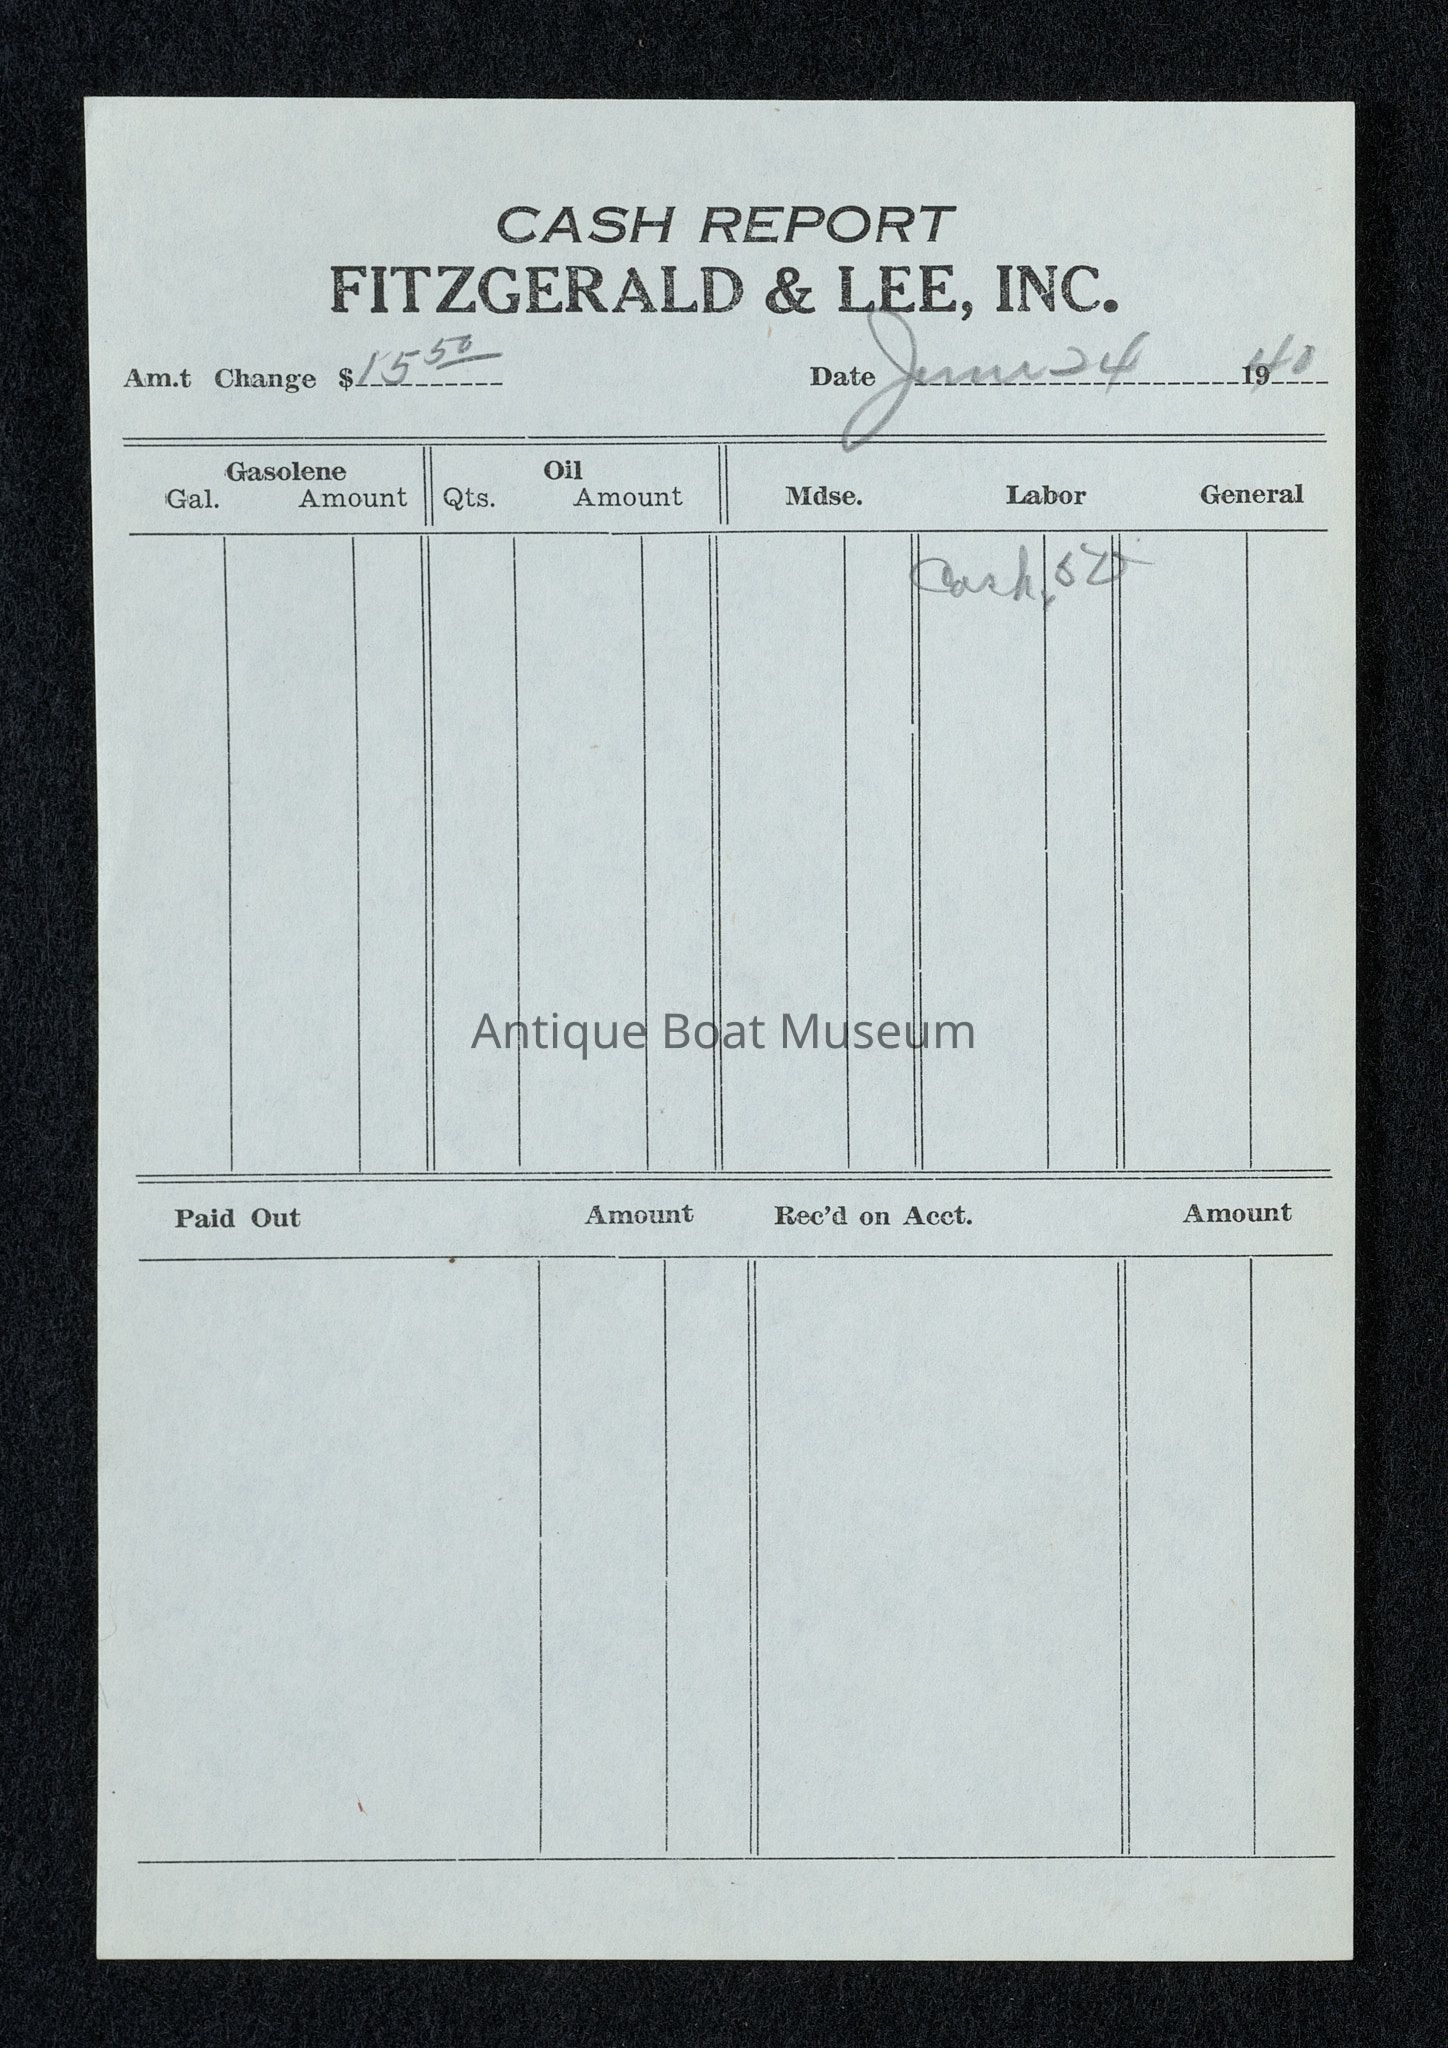 CASH REPORT
FITZGERALD & LEE, INC.
Am.t Change $15 50 Date June 24 1940
Gasolene Oil
Gal. Amount Qts. Amount Mdse. Labor General
Cash
Antique Boat Museum
Paid Out Amount Rec'd on Acct. Amount